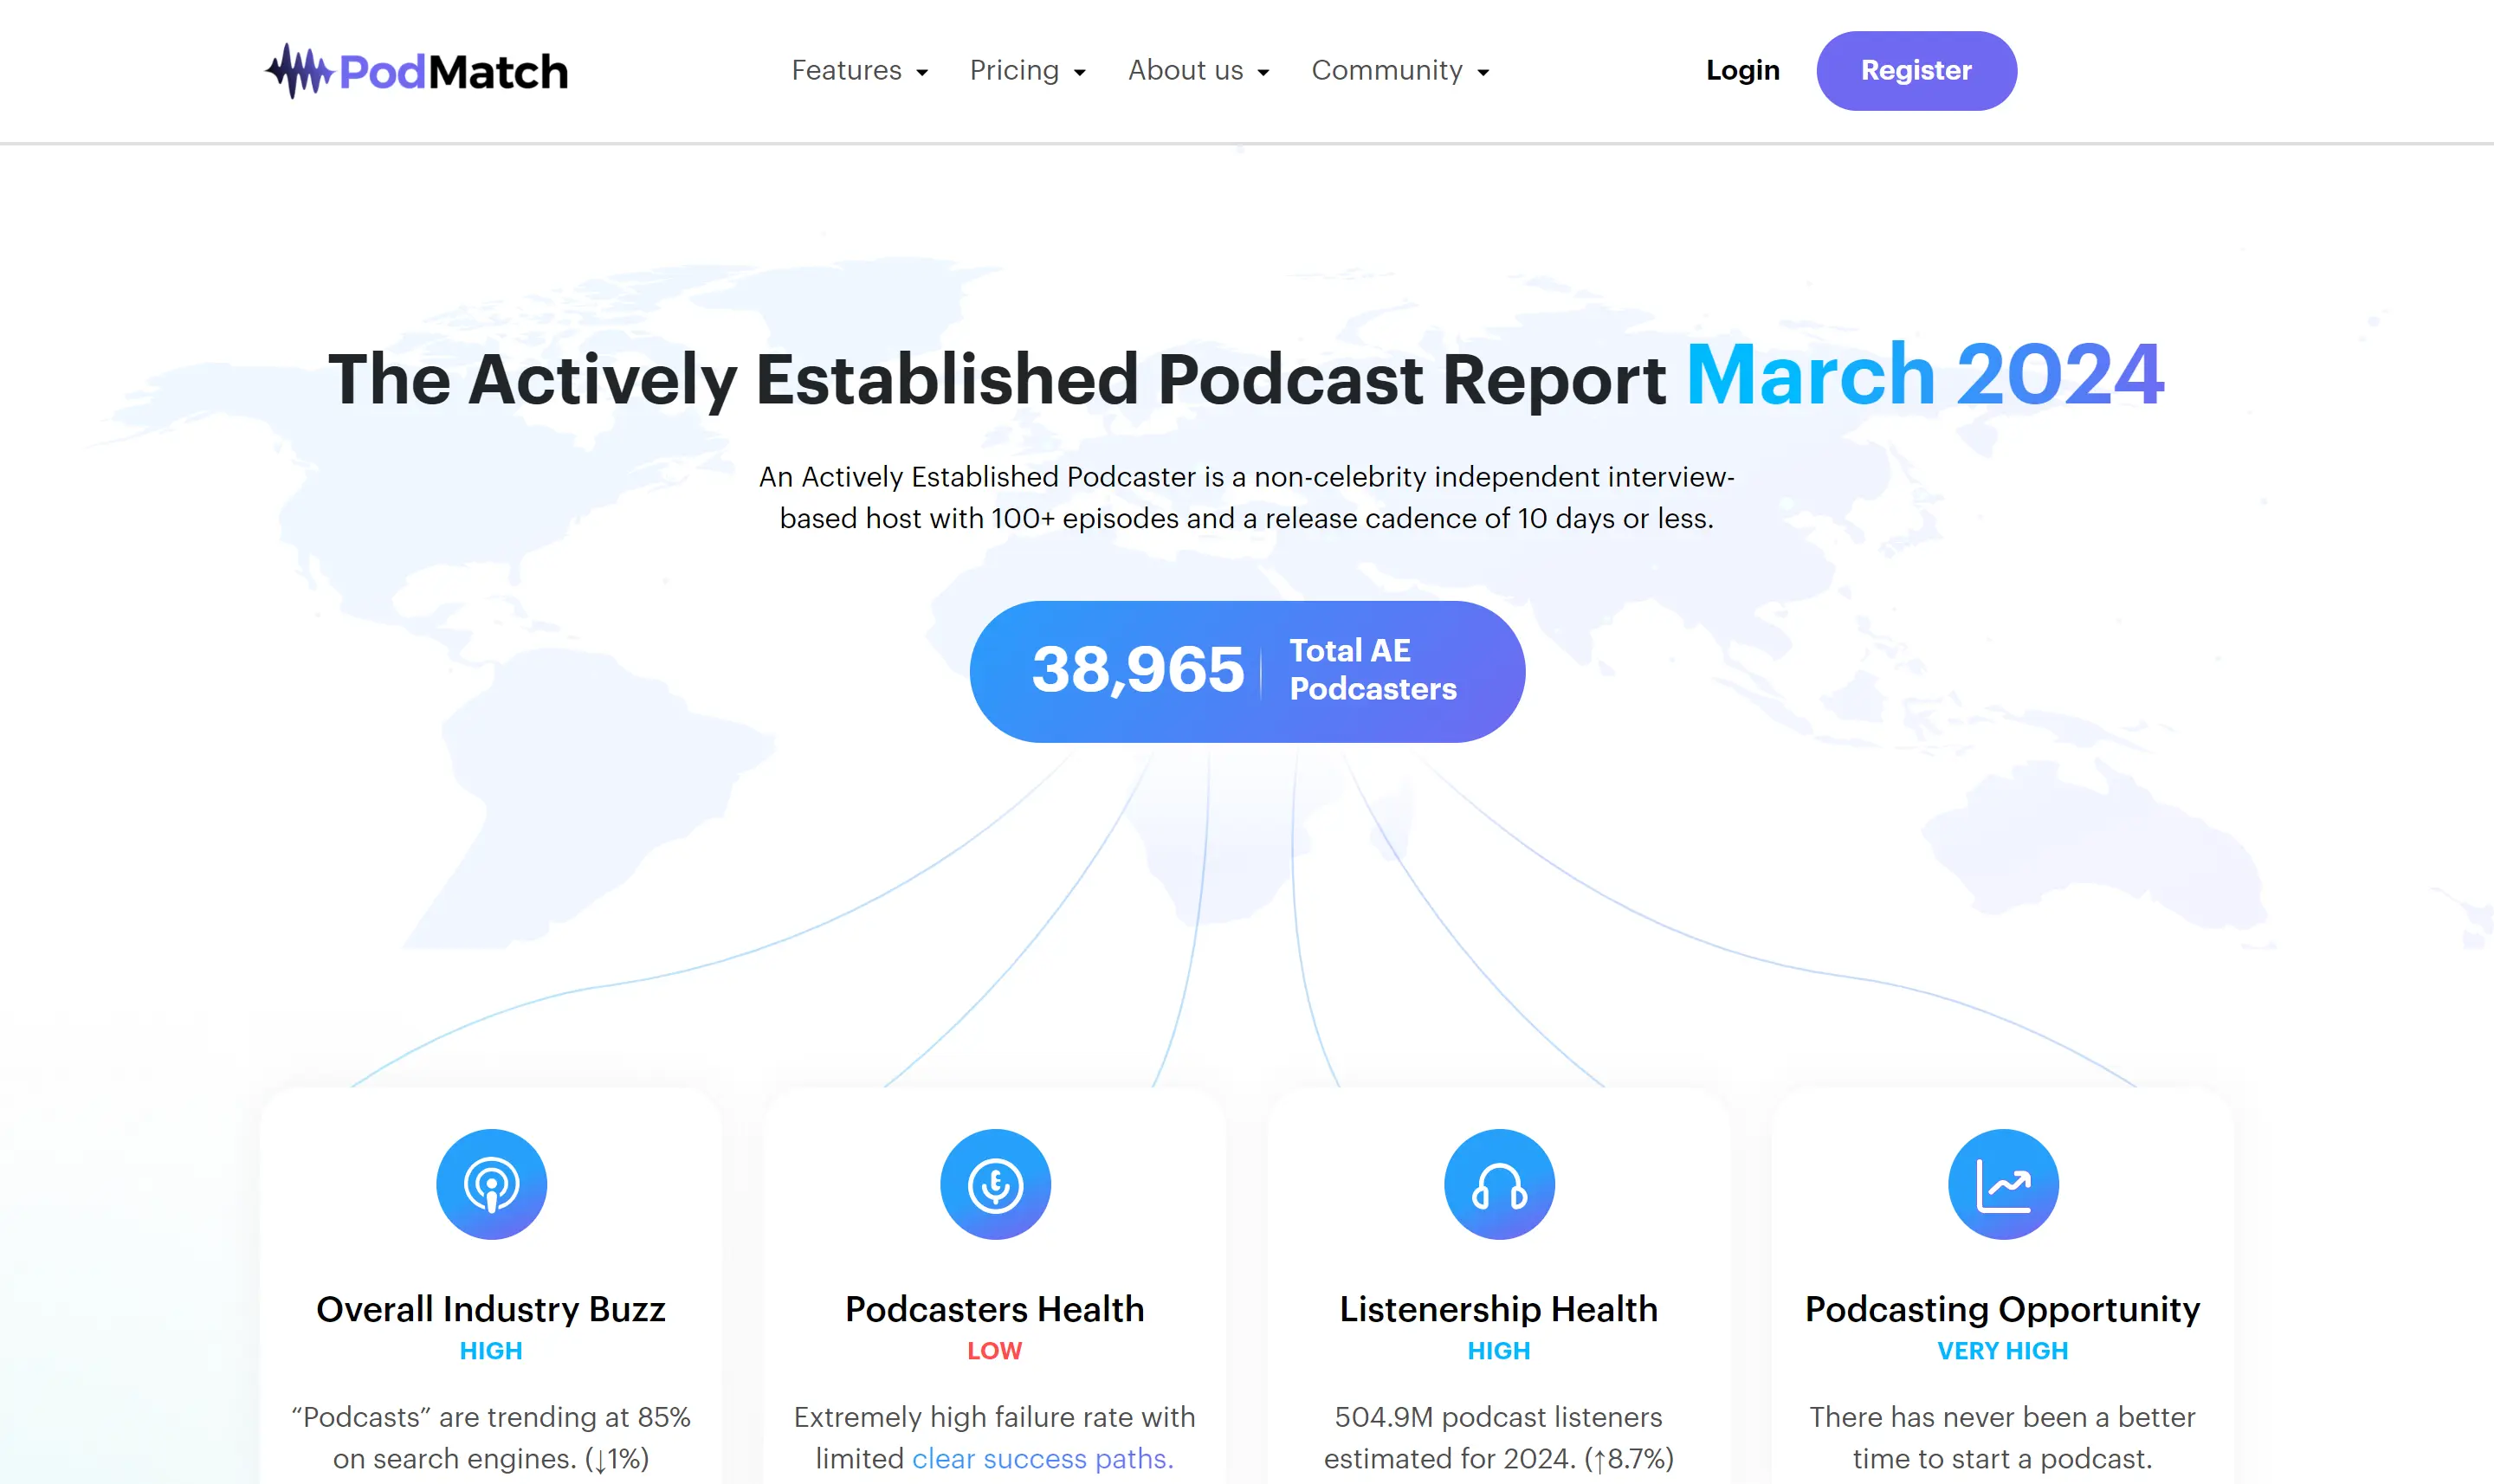 PodMatch
Features
Pricing
About us
Community
Login
Register
The Actively Established Podcast Report March 2024
An Actively Established Podcaster is a non-celebrity independent interview-
based host with 100+ episodes and a release cadence of 10 days or less.
38,965
Total AE
Podcasters
Overall Industry Buzz
HIGH
“Podcasts” are trending at 85%
on search engines. (↓1%)
Podcasters Health
LOW
Extremely high failure rate with
limited clear success paths.
Listenership Health
HIGH
504.9M podcast listeners
estimated for 2024. (↑8.7%)
Podcasting Opportunity
VERY HIGH
There has never been a better
time to start a podcast.